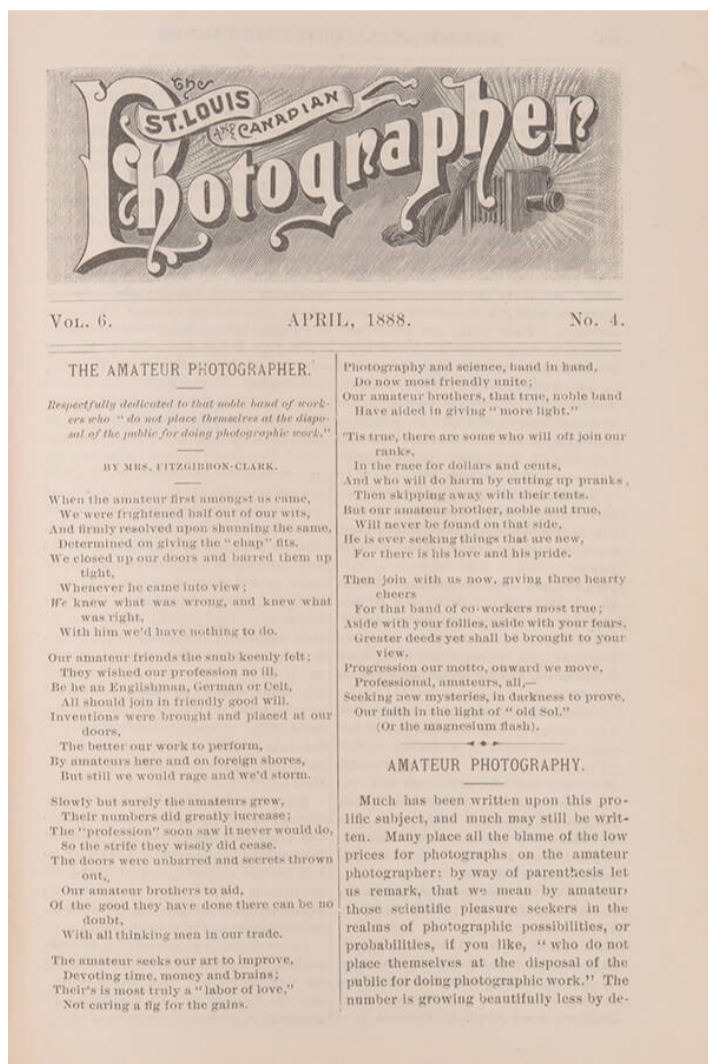 The
ST. LOUIS
AND CANADIAN
Photographer
VOL. 6.
APRIL, 1888.
No. 4.
THE AMATEUR PHOTOGRAPHER.
Respectfully dedicated to that noble band of work-
ers who "do not place themselves at the dispo-
sal of the public for doing photographic work."
BY MRS. FITZGIBBON-CLARK.
When the amateur first amongst us came,
We were frightened half out of our wits,
And firmly resolved upon shunning the same,
Determined on giving the "chap" fits.
We closed up our doors and barred them up
tight,
Whenever he came into view;
We knew what was wrong, and knew what
was right,
With him we'd have nothing to do.
Our amateur friends the snub keenly felt;
They wished our profession no ill,
Be he an Englishman, German or Celt,
All should join in friendly good will.
Inventions were brought and placed at our
doors,
The better our work to perform,
By amateurs here and on foreign shores,
But still we would rage and we'd storm.
Slowly but surely the amateurs grew,
Their numbers did greatly increase;
The "profession" soon saw it never would do,
So the strife they wisely did cease.
The doors were unbarred and secrets thrown
out,
Our amateur brothers to aid,
Of the good they have done there can be no
doubt,
With all thinking men in our trade.
The amateur seeks our art to improve,
Devoting time, money and brains;
Their's is most truly a "labor of love,"
Not caring a fig for the gains.
Photography and science, hand in hand,
Do now most friendly unite;
Our amateur brothers, that true, noble band
Have aided in giving "more light."
'Tis true, there are some who will oft join our
ranks,
In the race for dollars and cents,
And who will do harm by cutting up pranks,
Then skipping away with their tents.
But our amateur brother, noble and true,
Will never be found on that side,
He is ever seeking things that are new,
For there is his love and his pride.
Then join with us now, giving three hearty
cheers
For that band of co-workers most true;
Aside with your follies, aside with your fears,
Greater deeds yet shall be brought to your
view.
Progression our motto, onward we move,
Professional, amateurs, all,—
Seeking new mysteries, in darkness to prove,
Our faith in the light of "old Sol."
(Or the magnesium flash).
AMATEUR PHOTOGRAPHY.
Much has been written upon this pro-
lific subject, and much may still be writ-
ten. Many place all the blame of the low
prices for photographs on the amateur
photographer: by way of parenthesis let
us remark, that we mean by amateurs
those scientific pleasure seekers in the
realms of photographic possibilities, or
probabilities, if you like, "who do not
place themselves at the disposal of the
public for doing photographic work." The
number is growing beautifully less by de-